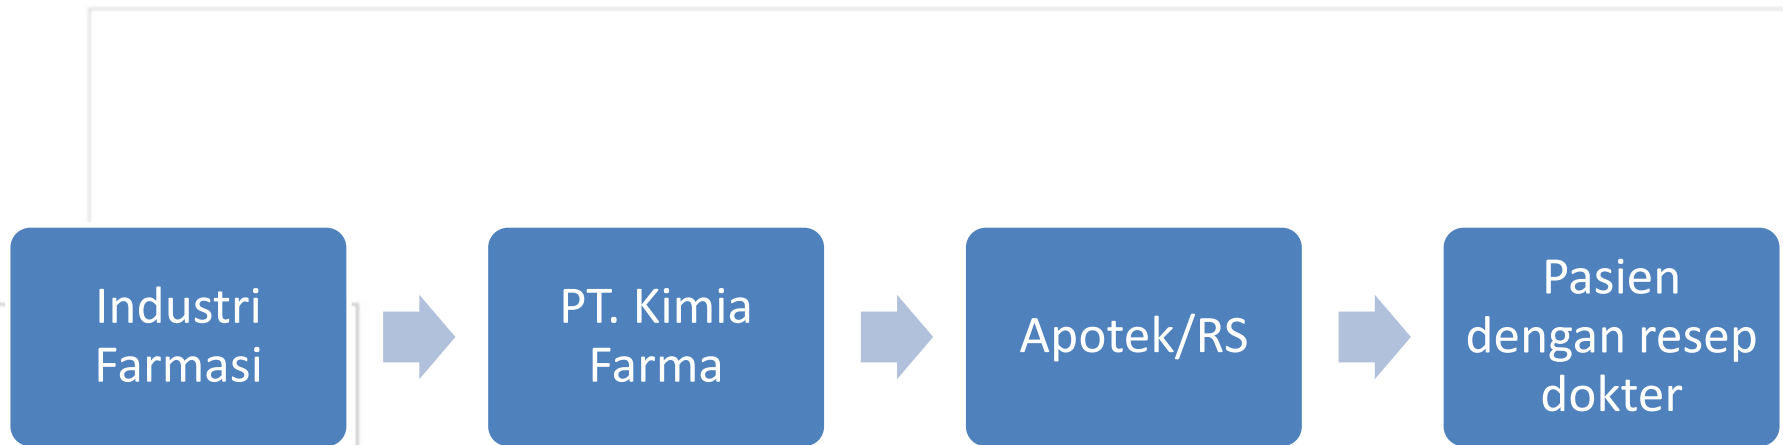 Industri
Farmasi
PT. Kimia
Farma
Apotek/RS
Pasien
dengan resep
dokter